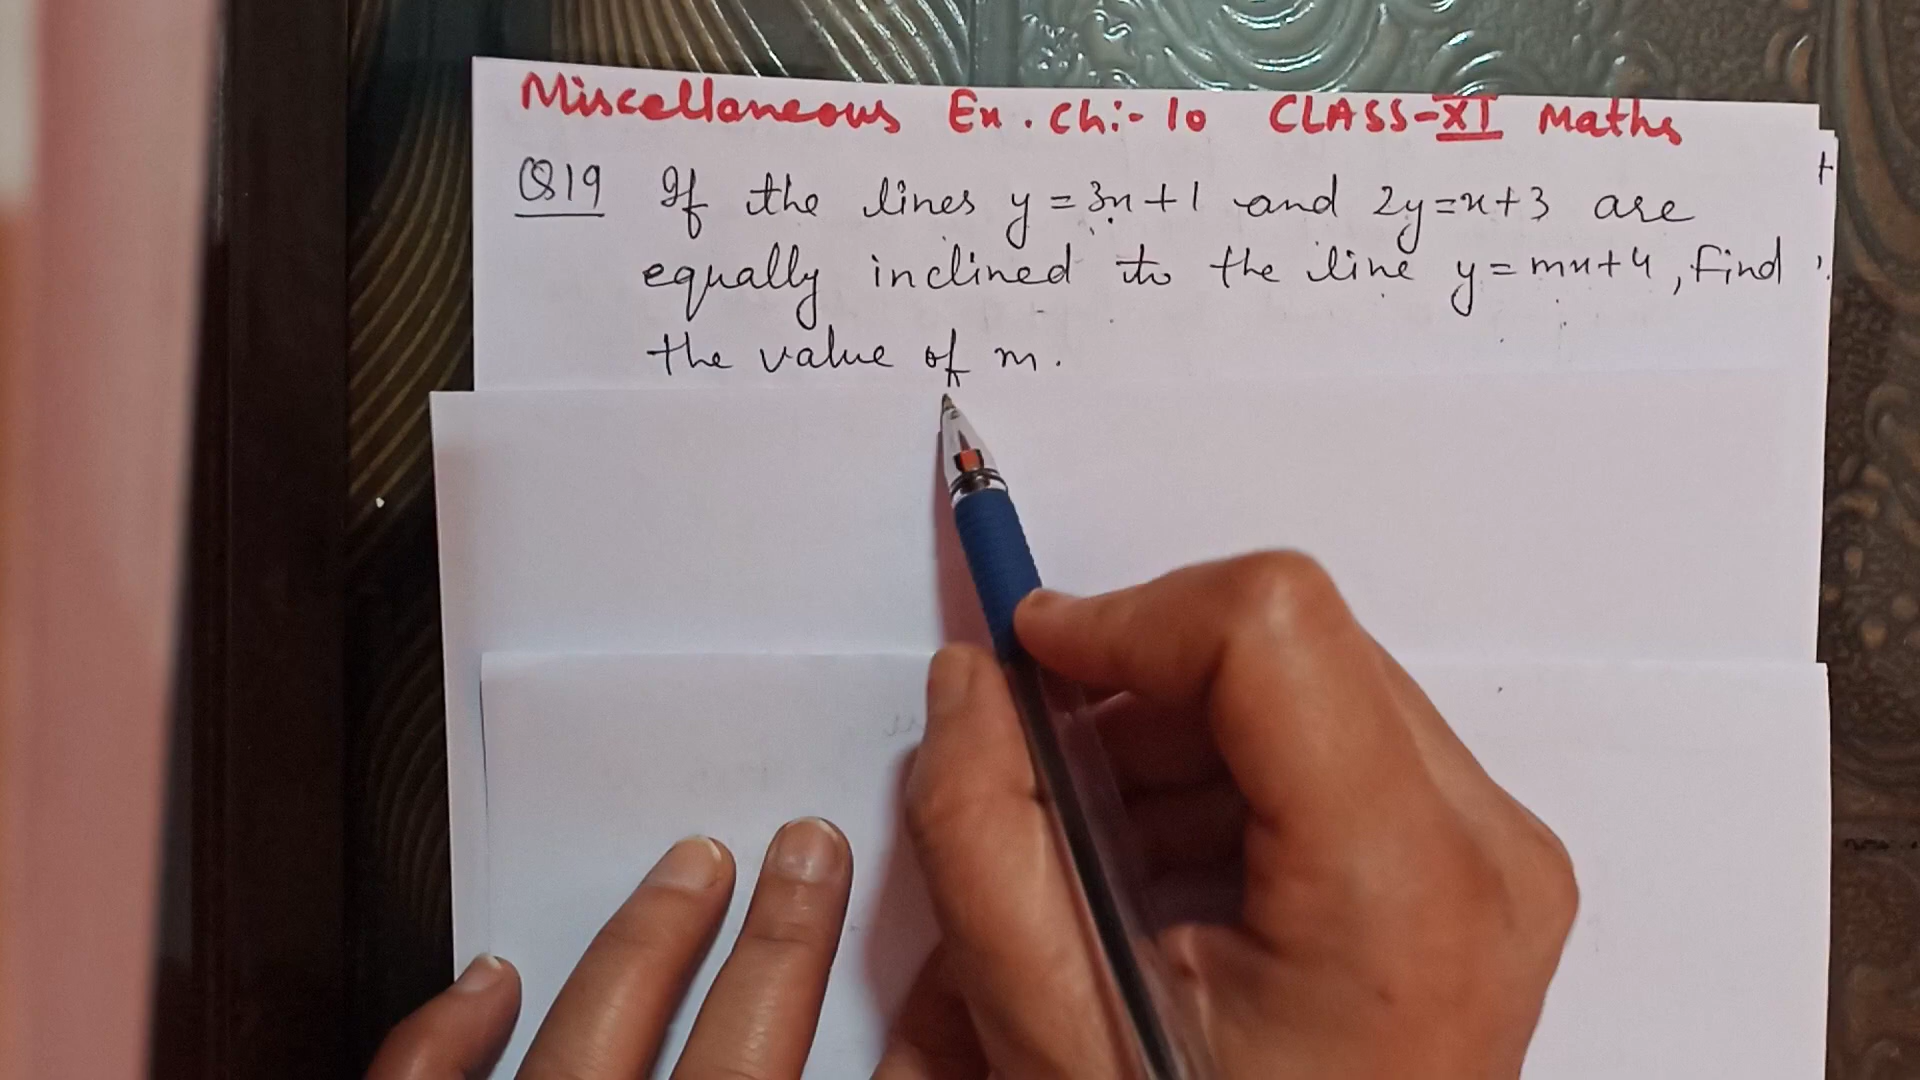 Miscellaneous Ex. Ch:- 10 CLASS-XI Maths
Q19 If the lines y = 3x+1 and 2y=x+3 are
equally inclined to the line y = mx+4, find
the value of m.